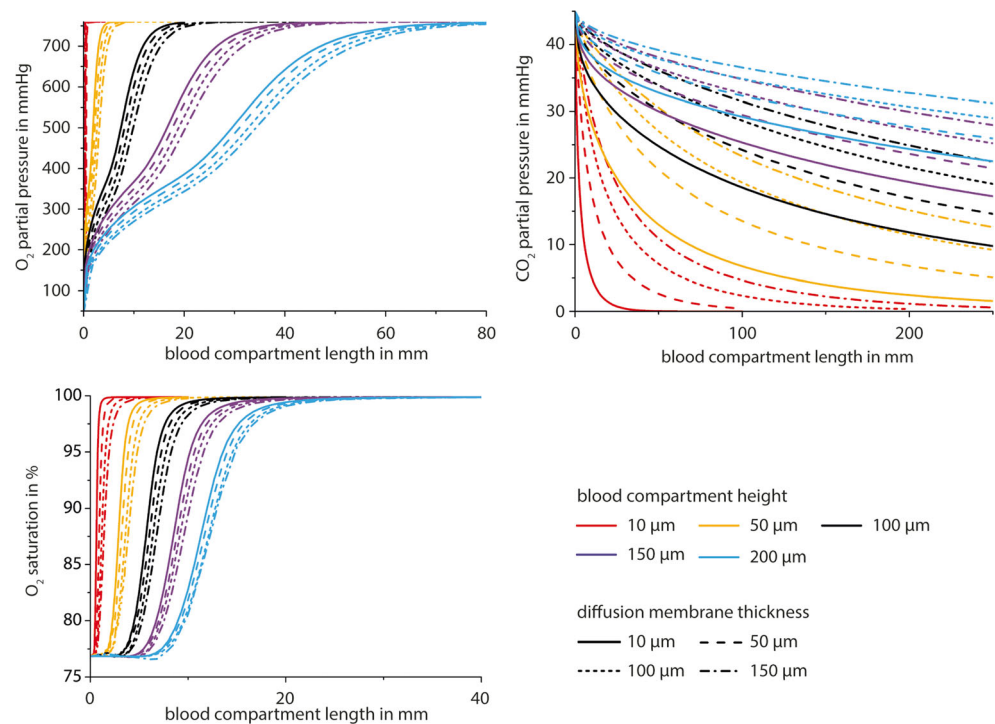 O2 partial pressure in mmHg
700
600
500
400
300
200
100
0
20
40
60
80
blood compartment length in mm
CO2 partial pressure in mmHg
40
30
20
10
0
0
100
200
blood compartment length in mm
O2 saturation in %
100
95
90
85
80
75
0
20
40
blood compartment length in mm
blood compartment height
10 μm
50 μm
100 μm
150 μm
200 μm
diffusion membrane thickness
10 μm
50 μm
100 μm
150 μm